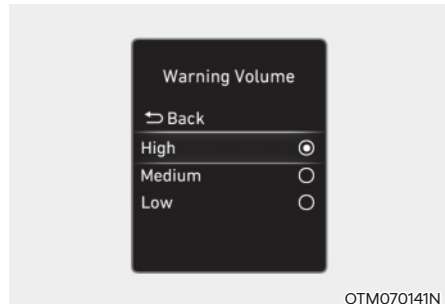 Warning Volume
Back
High
Medium
Low
OTM070141N